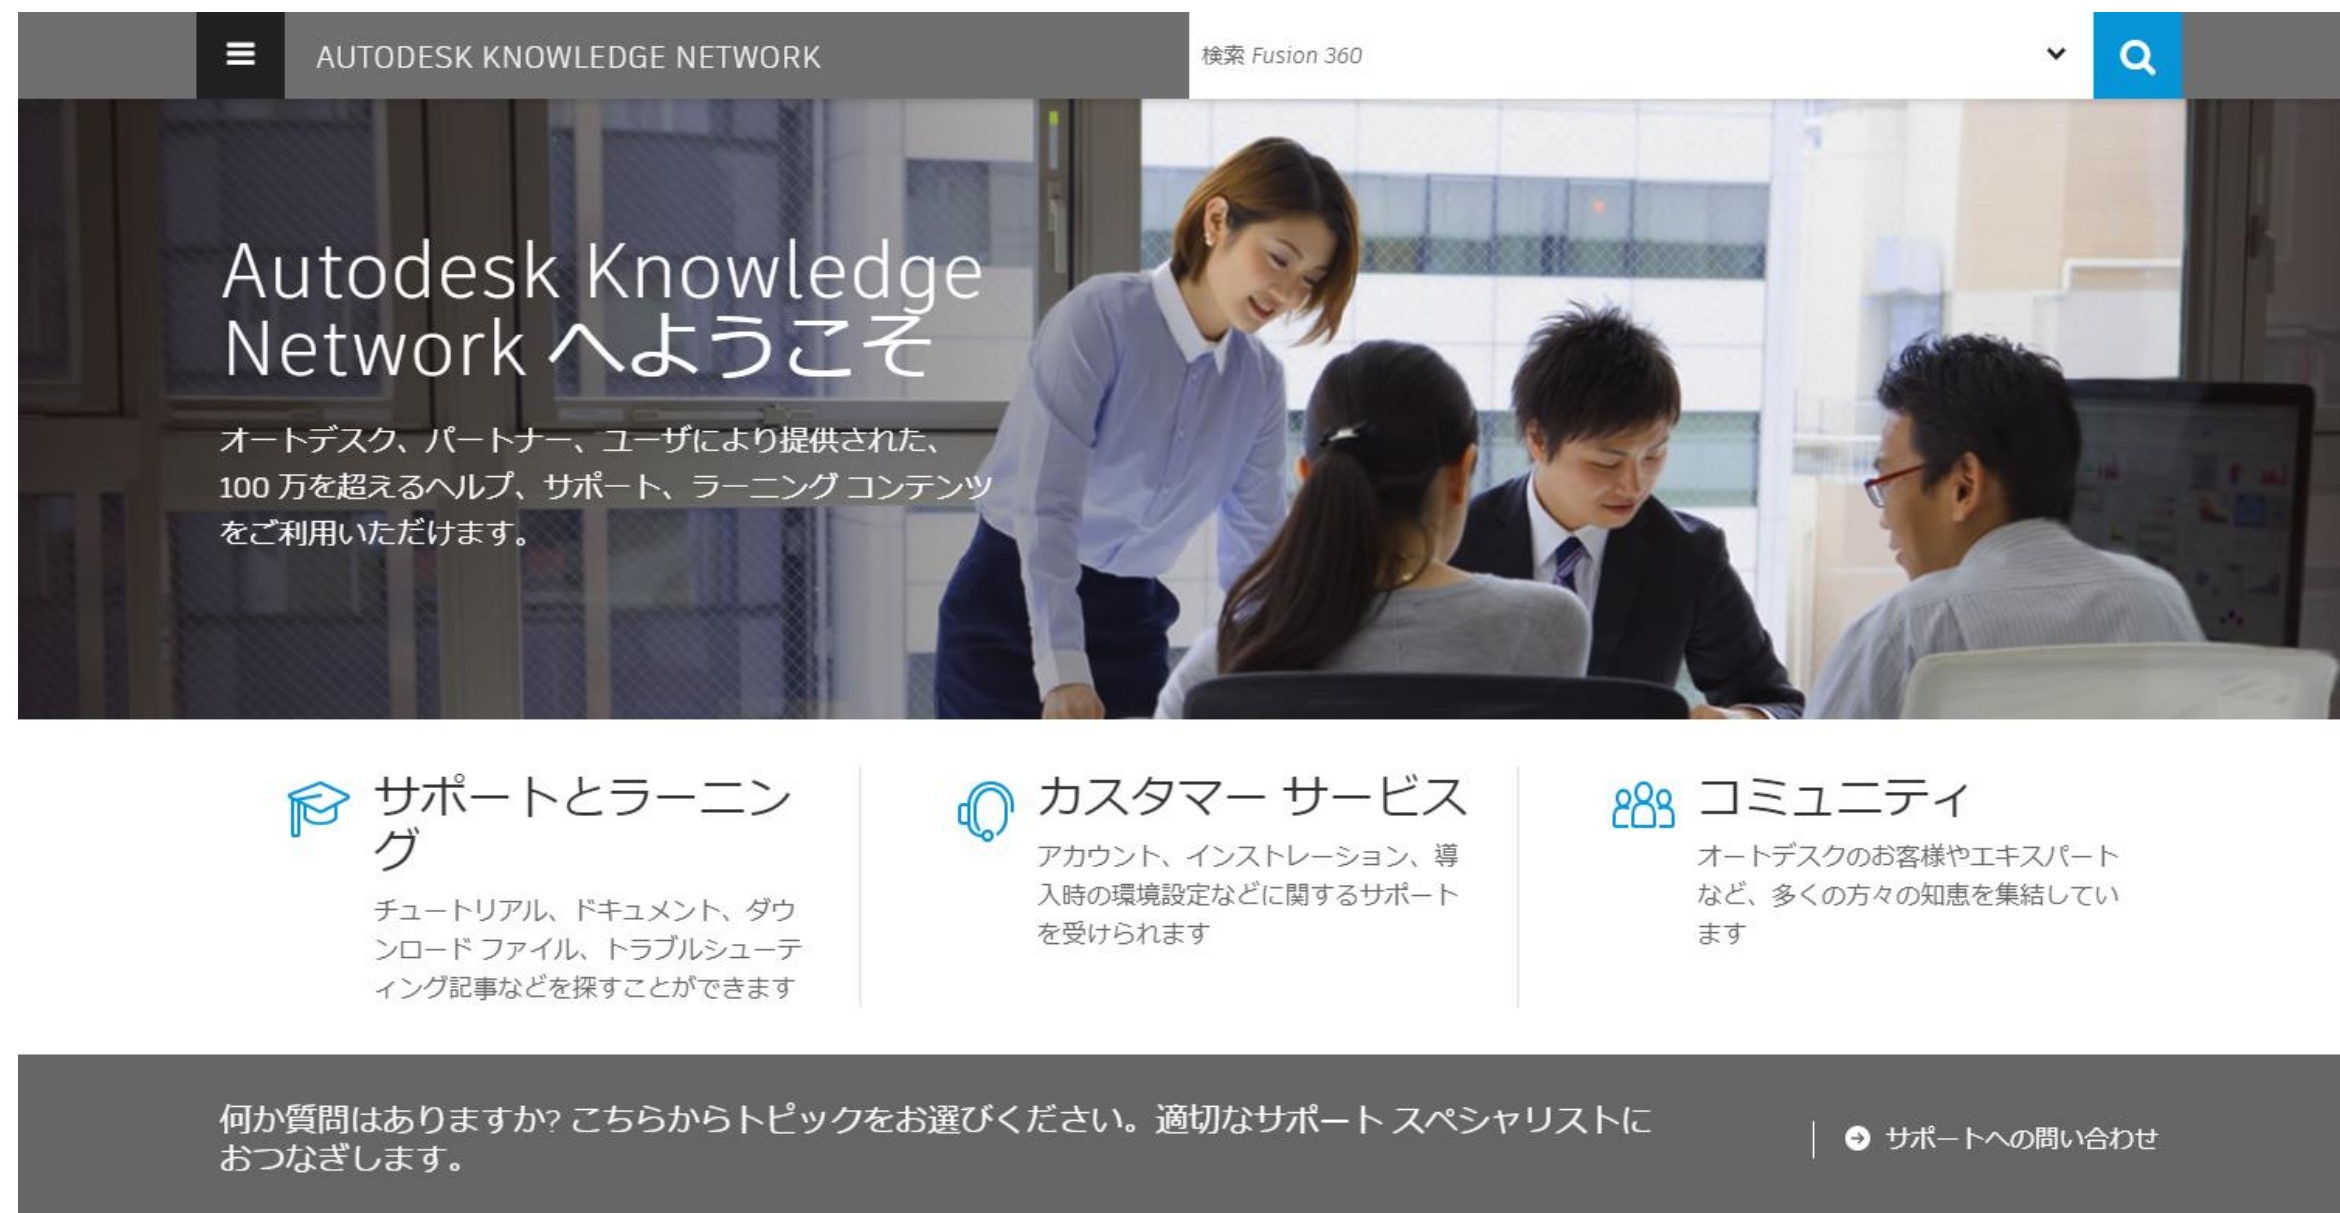 AUTODESK KNOWLEDGE NETWORK
検索 Fusion 360
Autodesk Knowledge
Network へようこそ
オートデスク、パートナー、ユーザにより提供された、
100 万を超えるヘルプ、サポート、ラーニング コンテンツ
をご利用いただけます。
サポートとラーニン
グ
チュートリアル、ドキュメント、ダウ
ンロード ファイル、トラブルシューテ
ィング記事などを探すことができます
カスタマー サービス
アカウント、インストレーション、導
入時の環境設定などに関するサポート
を受けられます
コミュニティ
オートデスクのお客様やエキスパート
など、多くの方々の知恵を集結してい
ます
何か質問はありますか? こちらからトピックをお選びください。適切なサポート スペシャリストに
おつなぎします。
サポートへの問い合わせ